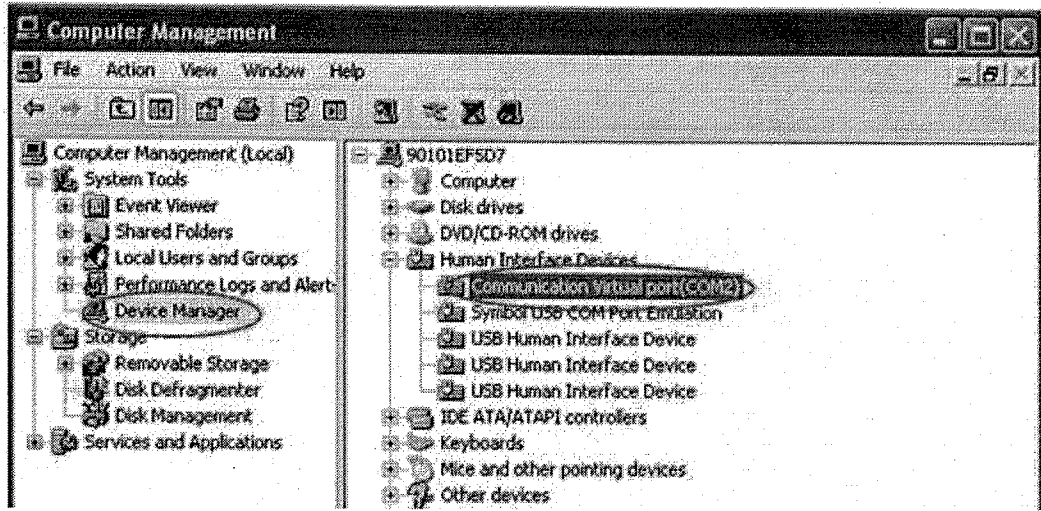 Computer Management
File Action View Window Help
Computer Management (Local)
System Tools
Event Viewer
Shared Folders
Local Users and Groups
Performance Logs and Alert
Device Manager
Storage
Removable Storage
Disk Defragmenter
Disk Management
Services and Applications
90101EF5D7
Computer
Disk drives
DVD/CD-ROM drives
Human Interface Devices
Communication Virtual port(COM2)
Symbol USB COM Port Emulation
USB Human Interface Device
USB Human Interface Device
USB Human Interface Device
IDE ATA/ATAPI controllers
Keyboards
Mice and other pointing devices
Other devices